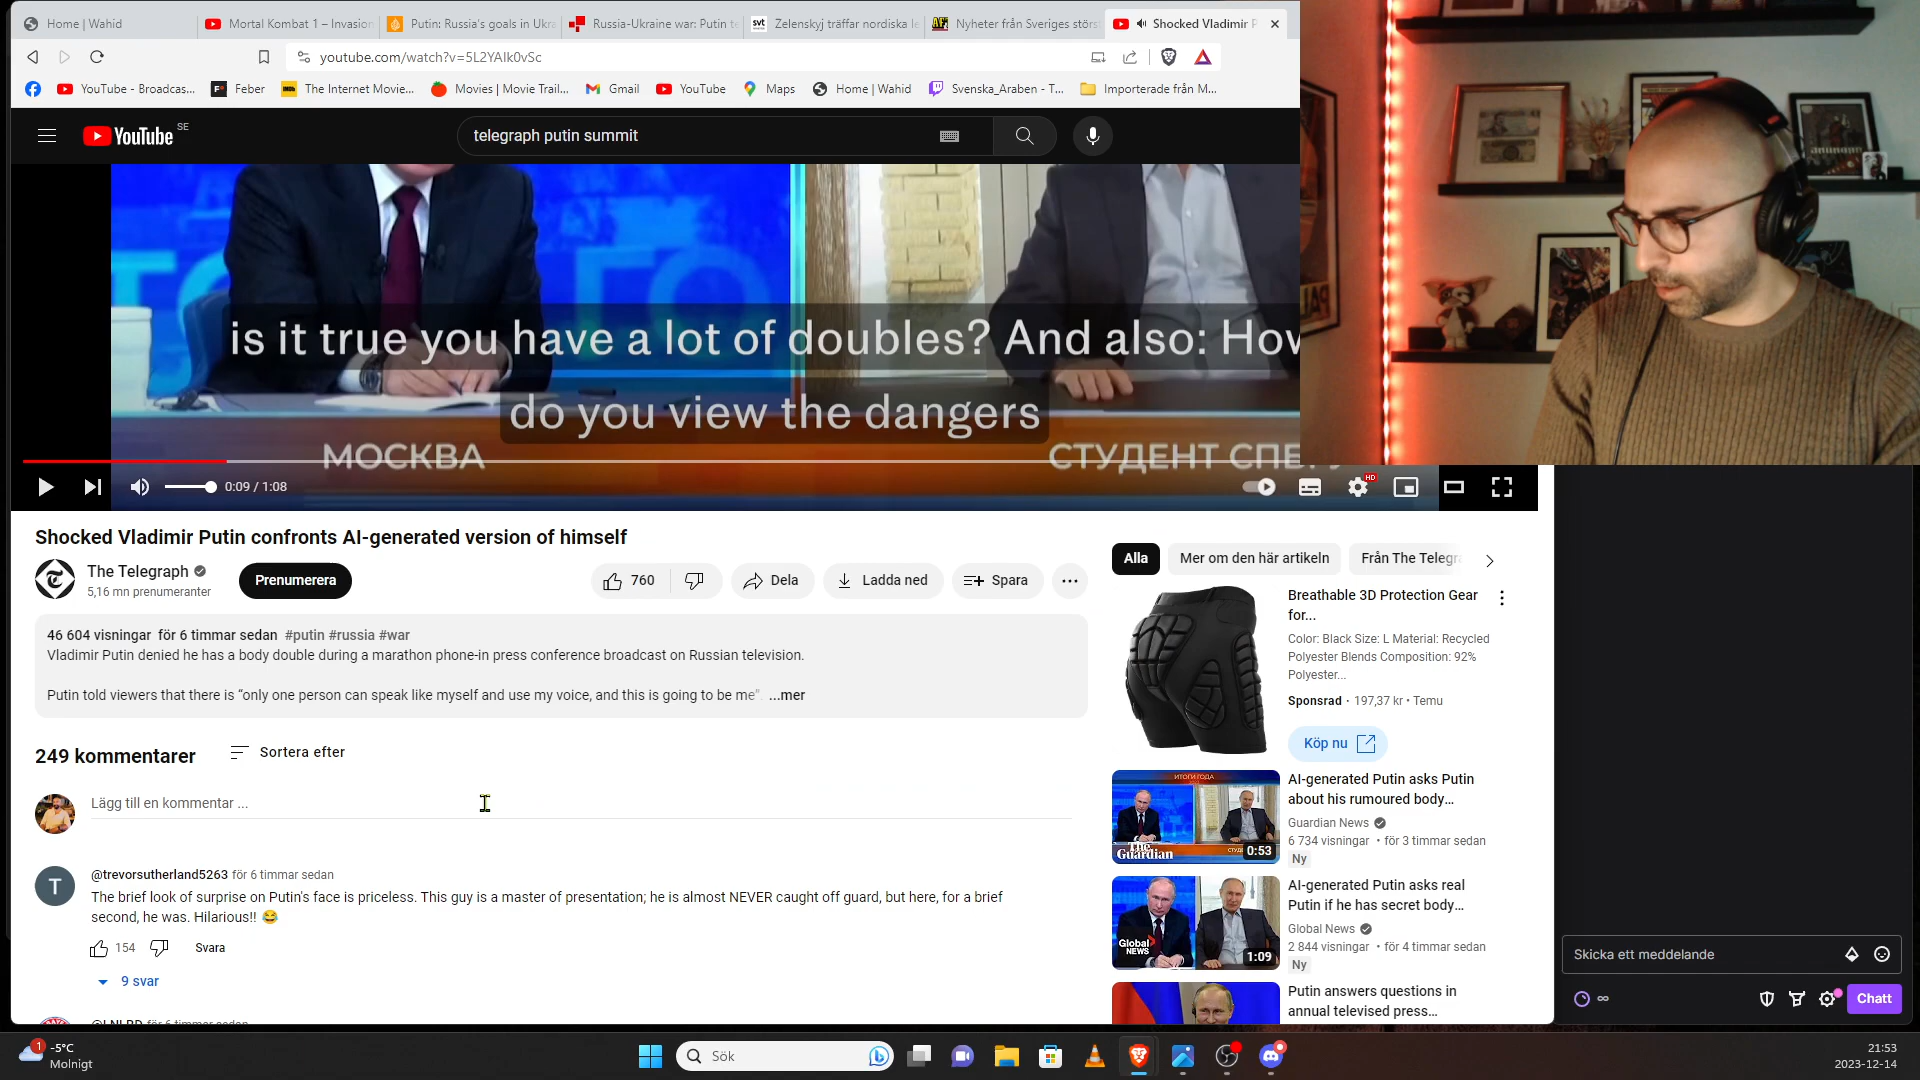 Home | Wahid
Mortal Kombat 1 – Invasion
Putin: Russia's goals in Ukra
Russia-Ukraine war: Putin te
Zelenskyj träffar nordiska le
Nyheter från Sveriges störs
Shocked Vladimir P
youtube.com/watch?v=5L2YAlk0vSc
YouTube - Broadcas...
Feber
The Internet Movie...
Movies | Movie Trail...
Gmail
YouTube
Maps
Home | Wahid
Svenska_Araben - T...
Importerade från M...
YouTube SE
telegraph putin summit
is it true you have a lot of doubles? And also: How
do you view the dangers
МОСКВА
СТУДЕНТ СПБГУ
0:09 / 1:08
HD
Shocked Vladimir Putin confronts AI-generated version of himself
The Telegraph
5,16 mn prenumeranter
Prenumerera
760
Dela
Ladda ned
Spara
46 604 visningar för 6 timmar sedan #putin #russia #war
Vladimir Putin denied he has a body double during a marathon phone-in press conference broadcast on Russian television.
Putin told viewers that there is “only one person can speak like myself and use my voice, and this is going to be me” ...mer
249 kommentarer
Sortera efter
Lägg till en kommentar ...
T
@trevorsutherland5263 för 6 timmar sedan
The brief look of surprise on Putin's face is priceless. This guy is a master of presentation; he is almost NEVER caught off guard, but here, for a brief
second, he was. Hilarious!! 😂
154
Svara
9 svar
Alla
Mer om den här artikeln
Från The Telegra
Breathable 3D Protection Gear
for...
Color: Black Size: L Material: Recycled
Polyester Blends Composition: 92%
Polyester...
Sponsrad · 197,37 kr • Temu
Köp nu
ИТОГИ ГОДА
The Guardian
0:53
AI-generated Putin asks Putin
about his rumoured body...
Guardian News
6 734 visningar • för 3 timmar sedan
Ny
Global NEWS
1:09
AI-generated Putin asks real
Putin if he has secret body...
Global News
2 844 visningar • för 4 timmar sedan
Ny
Putin answers questions in
annual televised press...
Skicka ett meddelande
Chatt
1
-5°C
Molnigt
Sök
21:53
2023-12-14